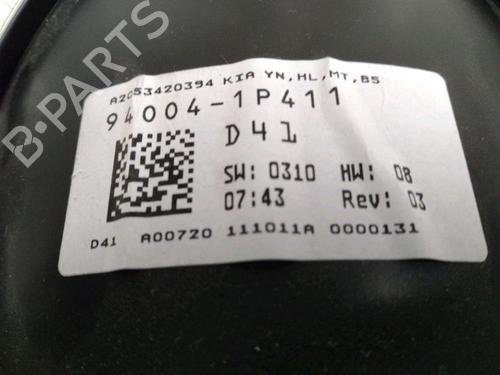 A2C53420394 KIA YN,HL,MT,B5
94004-1P411
D41
SW: 0310 HW: 08
07:43 Rev: 03
D41 A00720 111011A 0000131
B-PARTS